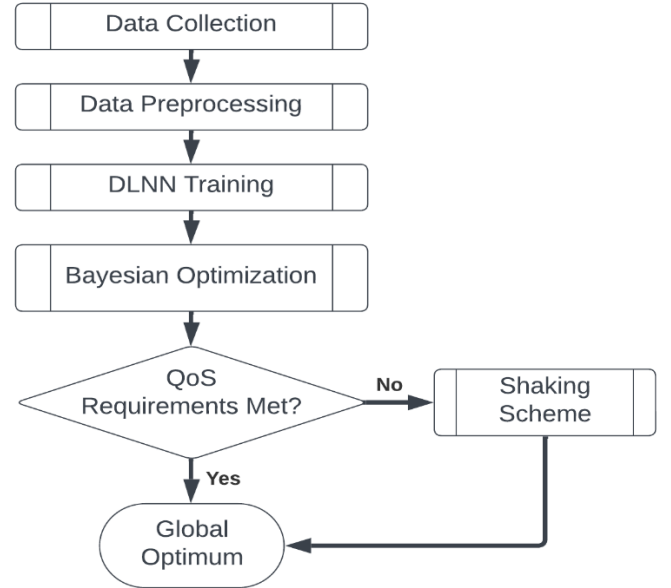 Data Collection
Data Preprocessing
DLNN Training
Bayesian Optimization
QoS
Requirements Met?
No
Shaking
Scheme
Yes
Global
Optimum